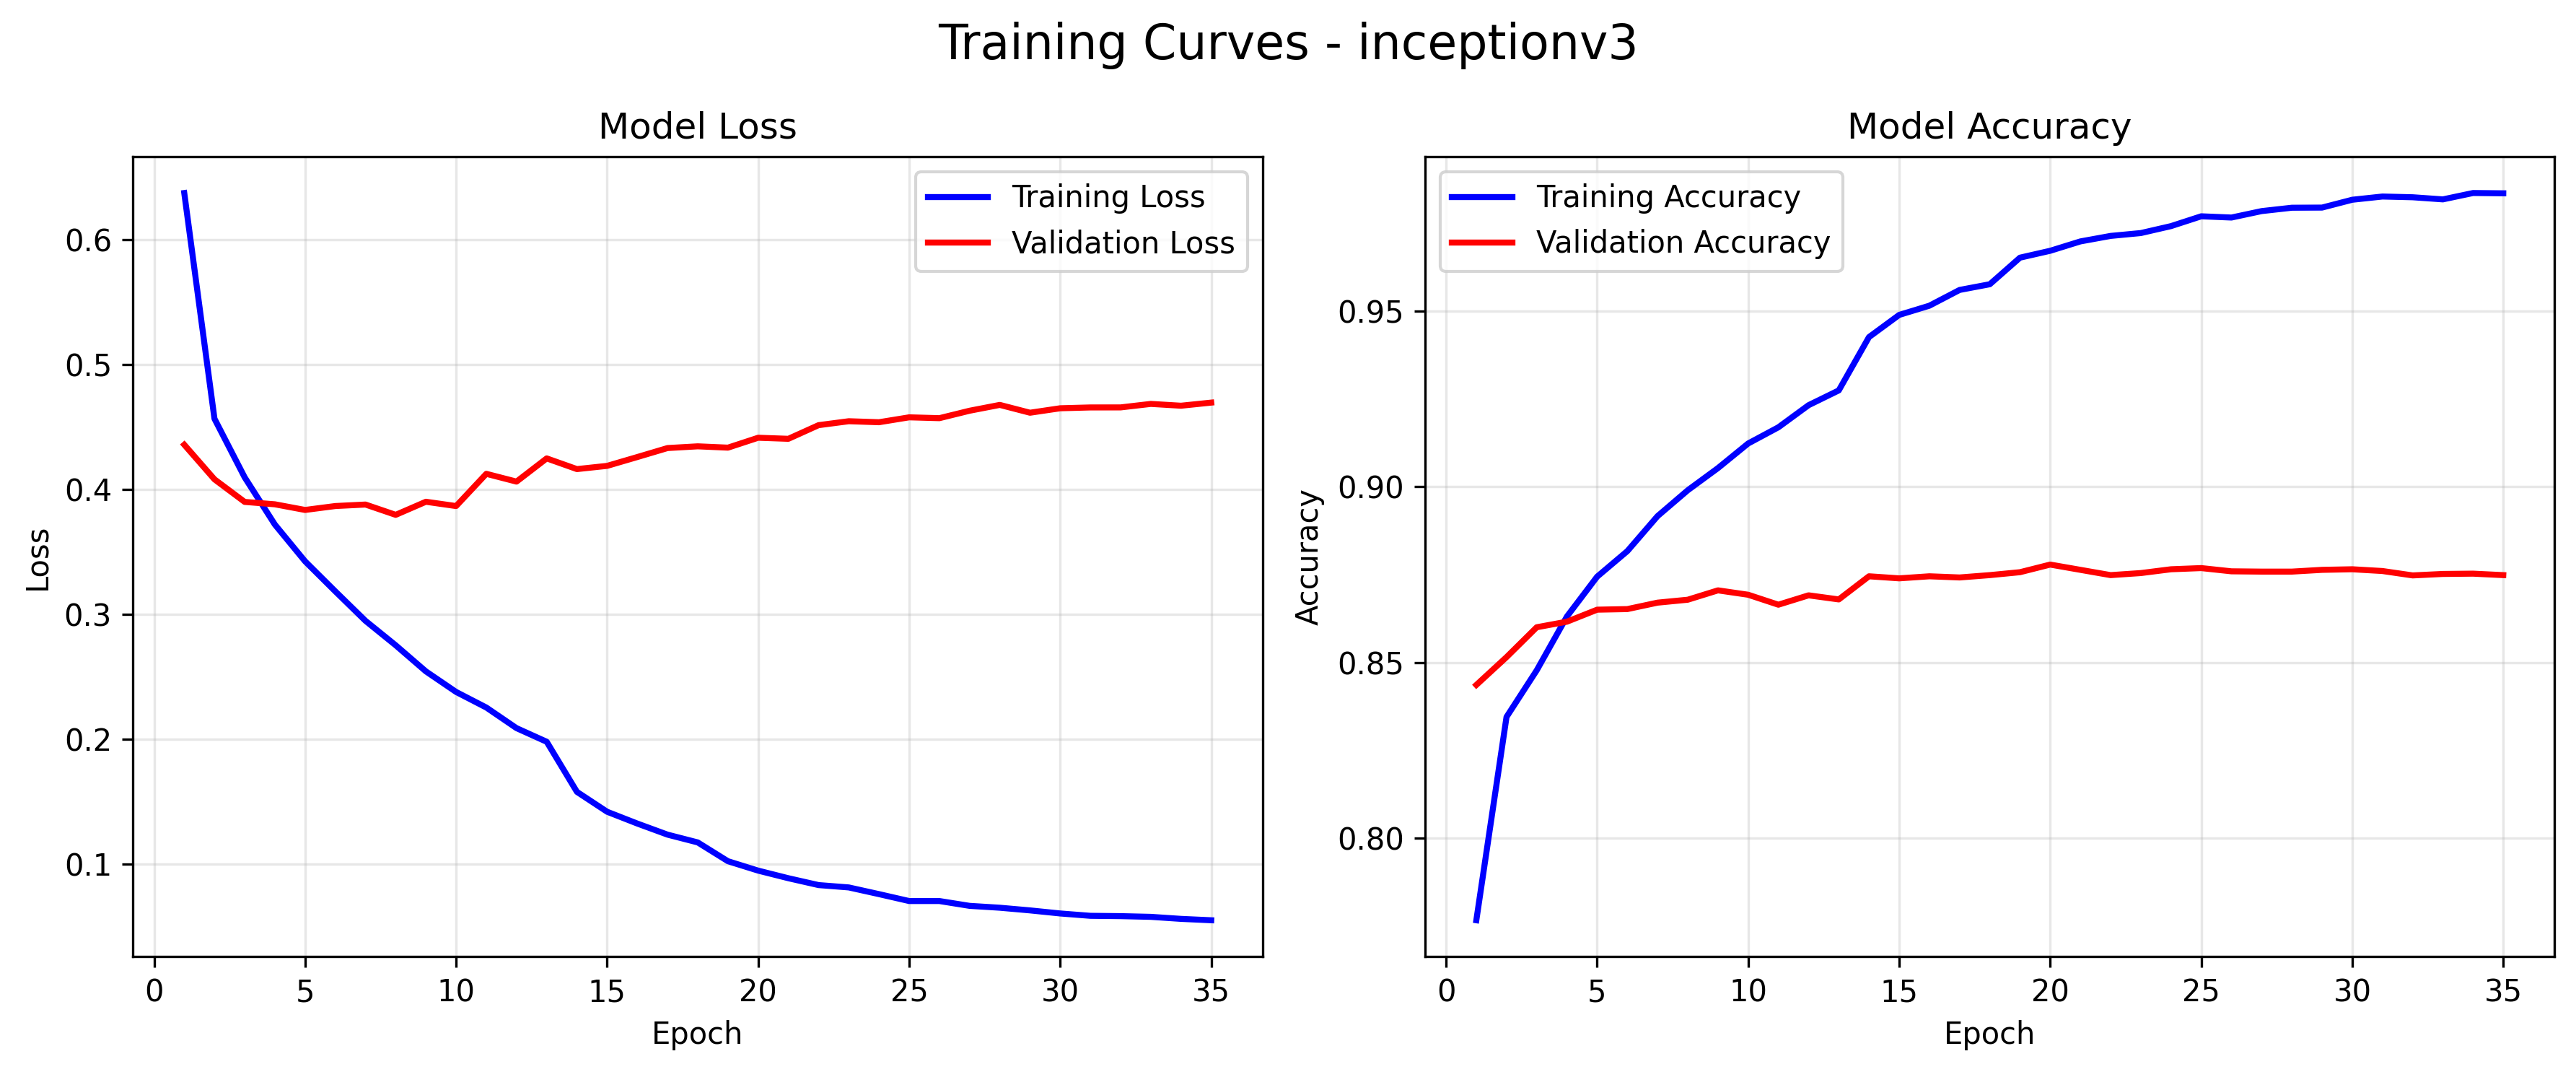 Training Curves - inceptionv3
Model Loss
Training Loss
Validation Loss
0.6
0.5
0.4
0.3
0.2
0.1
Loss
0 5 10 15 20 25 30 35
Epoch
Model Accuracy
Training Accuracy
Validation Accuracy
0.95
0.90
0.85
0.80
Accuracy
0 5 10 15 20 25 30 35
Epoch